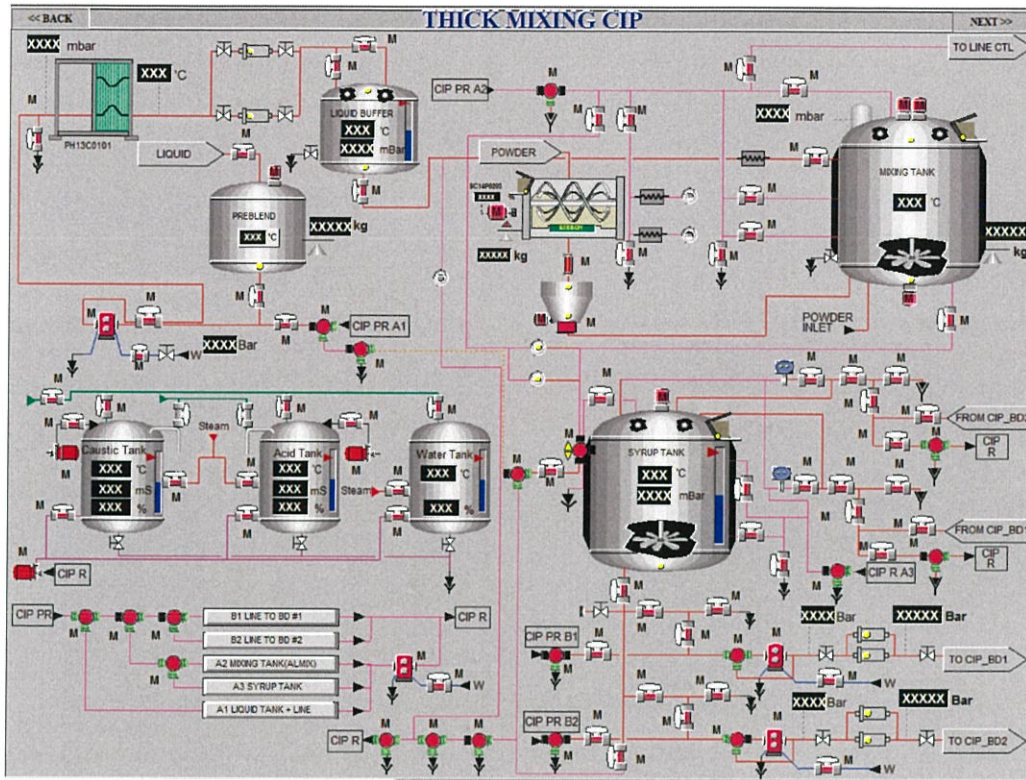 << BACK
THICK MIXING CIP
NEXT >>
XXXX mbar
XXX °C
M
PH13C0101
LIQUID
LIQUID BUFFER
XXX °C
XXXX mBar
PREBLEND
XXX °C
XXXXX kg
CIP PR A2
POWDER
XXXX
XXXXX kg
TO LINE CTL
XXXX mbar
MIXING TANK
XXX °C
XXXXX kg
POWDER
INLET
W
XXXX Bar
CIP PR A1
Caustic Tank
XXX °C
XXX mS
XXX %
Steam
Acid Tank
XXX °C
XXX mS
XXX %
Steam
Water Tank
XXX °C
XXX %
CIP R
SYRUP TANK
XXX °C
XXXX mBar
FROM CIP_BD2
CIP
R
FROM CIP_BD1
CIP
R
CIP R A3
CIP PR
B1 LINE TO BD #1
B2 LINE TO BD #2
A2 MIXING TANK(ALMIX)
A3 SYRUP TANK
A1 LIQUID TANK + LINE
CIP R
W
CIP R
CIP PR B1
XXXX Bar
XXXXX Bar
TO CIP_BD1
W
CIP PR B2
XXXX Bar
XXXXX Bar
TO CIP_BD2
W